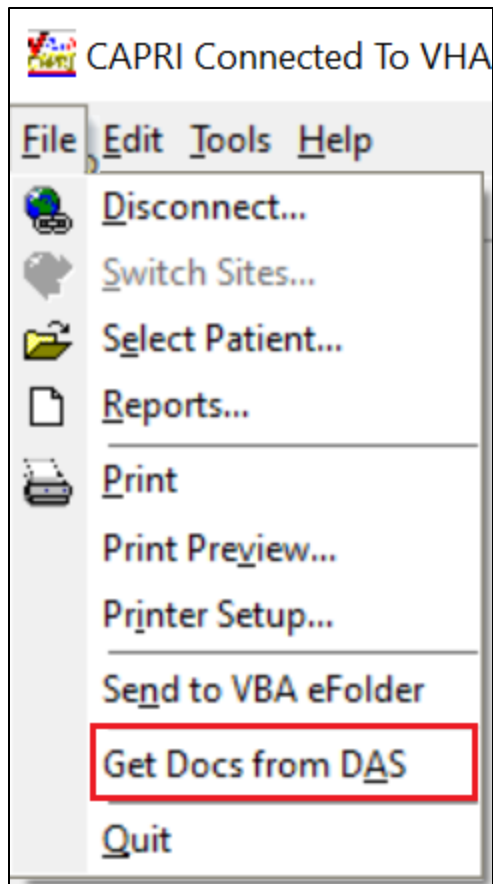 CAPRI Connected To VHA
File Edit Tools Help
Disconnect...
Switch Sites...
Select Patient...
Reports...
Print
Print Preview...
Printer Setup...
Send to VBA eFolder
Get Docs from DAS
Quit